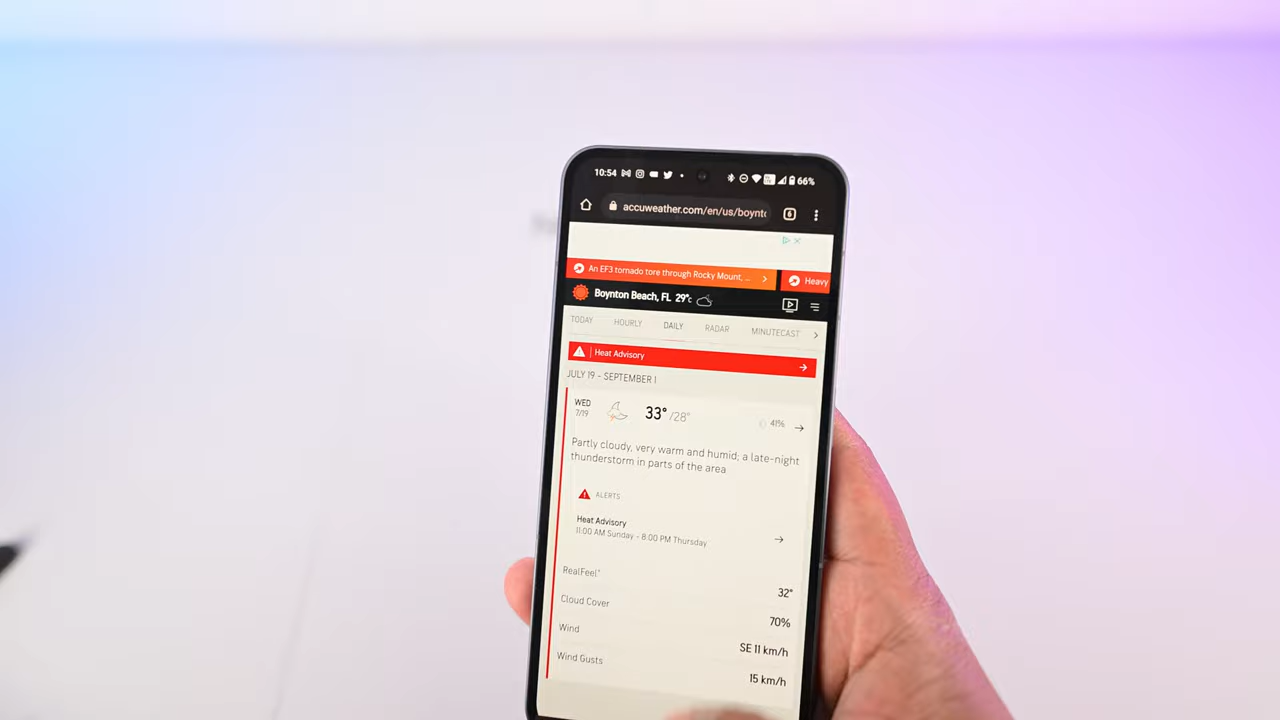 10:54 66%
accuweather.com/en/us/boynt 6
An EF3 tornado tore through Rocky Mount, ... Heavy
Boynton Beach, FL 29°c
TODAY HOURLY DAILY RADAR MINUTECAST
Heat Advisory
JULY 19 - SEPTEMBER 1
WED 33°/28° 41%
7/19
Partly cloudy, very warm and humid; a late-night
thunderstorm in parts of the area
ALERTS
Heat Advisory
11:00 AM Sunday - 8:00 PM Thursday
RealFeel® 32°
Cloud Cover 70%
Wind SE 11 km/h
Wind Gusts 15 km/h